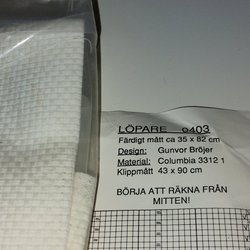 LÖPARE 6403
Färdigt mått ca 35 x 82 cm
Design: Gunvor Bröjer
Material: Columbia 3312 1
Klippmått 43 x 90 cm
BÖRJA ATT RÄKNA FRÅN
MITTEN!